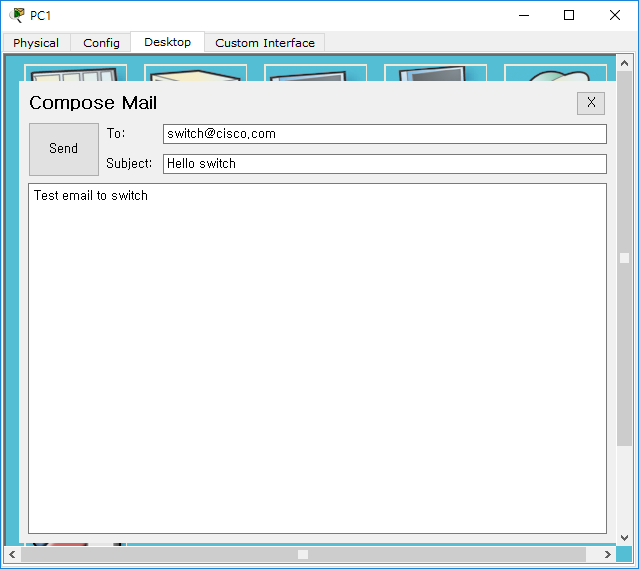 PC1
Physical Config Desktop Custom Interface
Compose Mail X
Send To: switch@cisco.com
Subject: Hello switch
Test email to switch